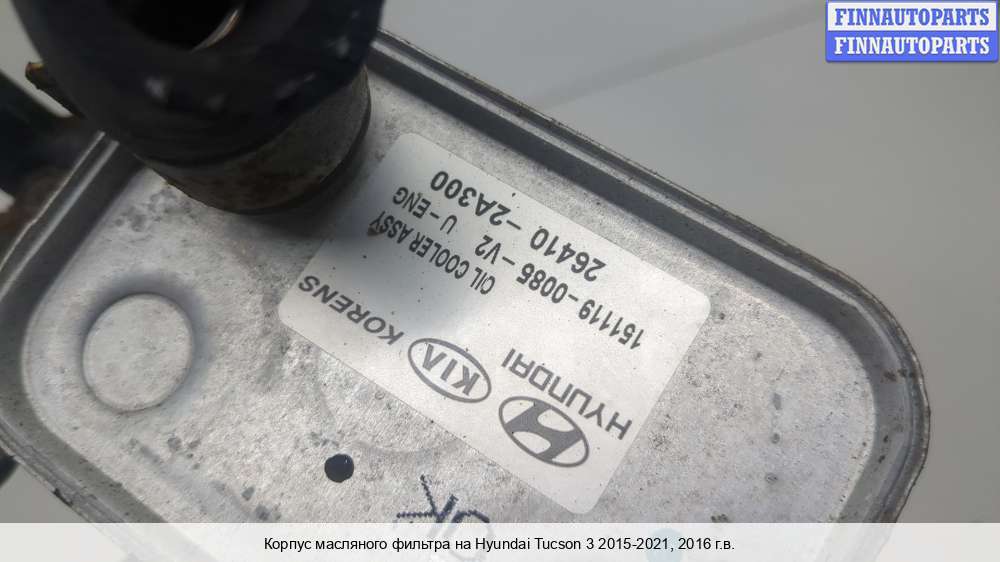 FINNAUTOPARTS
FINNAUTOPARTS
HYUNDAI KIA KORENS
OIL COOLER ASSY
26410-2A300 U-ENG
151119-0085-V2
OK
Корпус масляного фильтра на Hyundai Tucson 3 2015-2021, 2016 г.в.